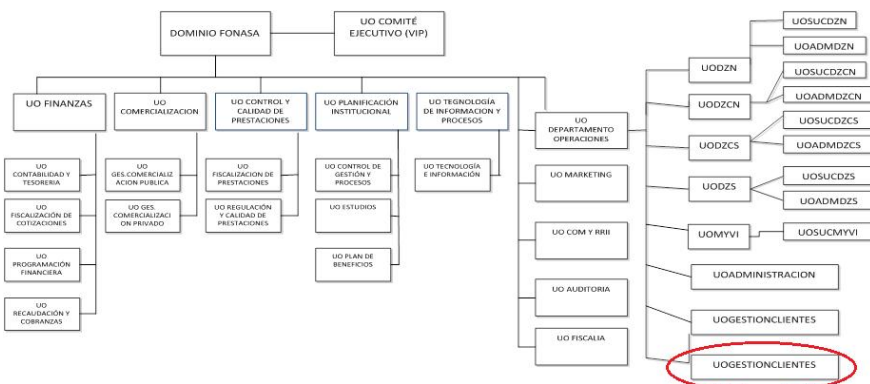 DOMINIO FONASA
UO COMITÉ
EJECUTIVO (VIP)
UO FINANZAS
UO
COMERCIALIZACION
UO CONTROL Y
CALIDAD DE
PRESTACIONES
UO PLANIFICACIÓN
INSTITUCIONAL
UO TEGNOLOGÍA
DE INFORMACION Y
PROCESOS
UO
DEPARTAMENTO
OPERACIONES
UO
CONTABILIDAD Y
TESORERIA
UO
FISCALIZACIÓN DE
COTIZACIONES
UO
PROGRAMACIÓN
FINANCIERA
UO
RECAUDACIÓN Y
COBRANZAS
UO
GES.COMERCIALIZ
ACION PUBLICA
UO GES.
COMERCIALIZACI
ON PRIVADO
UO
FISCALIZACION DE
PRESTACIONES
UO REGULACIÓN
Y CALIDAD DE
PRESTACIONES
UO CONTROL DE
GESTIÓN Y
PROCESOS
UO ESTUDIOS
UO PLAN DE
BENEFICIOS
UO TECNOLOGÍA
E INFORMACIÓN
UO MARKETING
UO COM Y RRII
UO AUDITORIA
UO FISCALIA
UODZN
UOSUCDZN
UOADMDZN
UODZCN
UOSUCDZCN
UOADMDZCN
UODZCS
UOSUCDZCS
UOADMDZCS
UODZS
UOSUCDZS
UOADMDZS
UOMYVI
UOSUCMYVI
UOADMINISTRACION
UOGESTIONCLIENTES
UOGESTIONCLIENTES